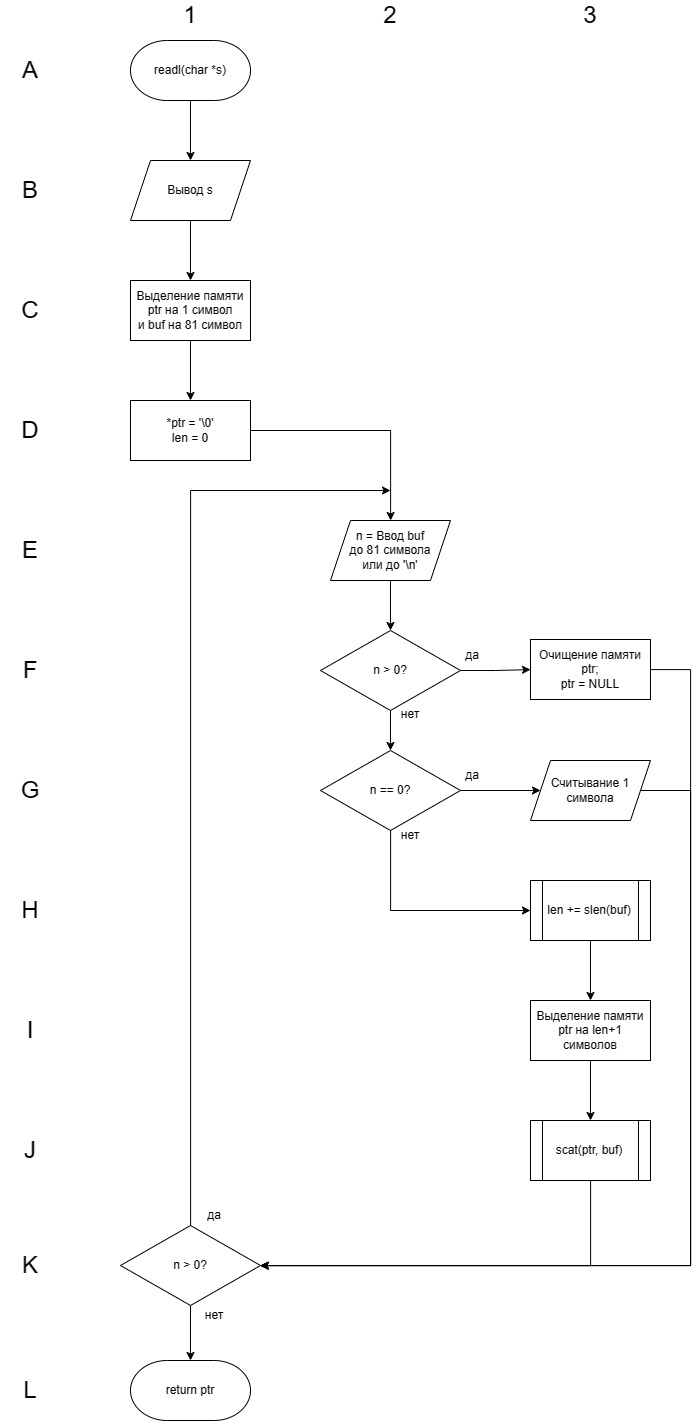 1 2 3
A
readl(char *s)
B
Вывод s
C
Выделение памяти
ptr на 1 символ
и buf на 81 символ
D
*ptr = '\0'
len = 0
E
n = Ввод buf
до 81 символа
или до '\n'
F
n > 0?
да
нет
Очищение памяти
ptr;
ptr = NULL
G
n == 0?
да
нет
Считывание 1
символа
H
len += slen(buf)
I
Выделение памяти
ptr на len+1
символов
J
scat(ptr, buf)
да
K
n > 0?
нет
L
return ptr